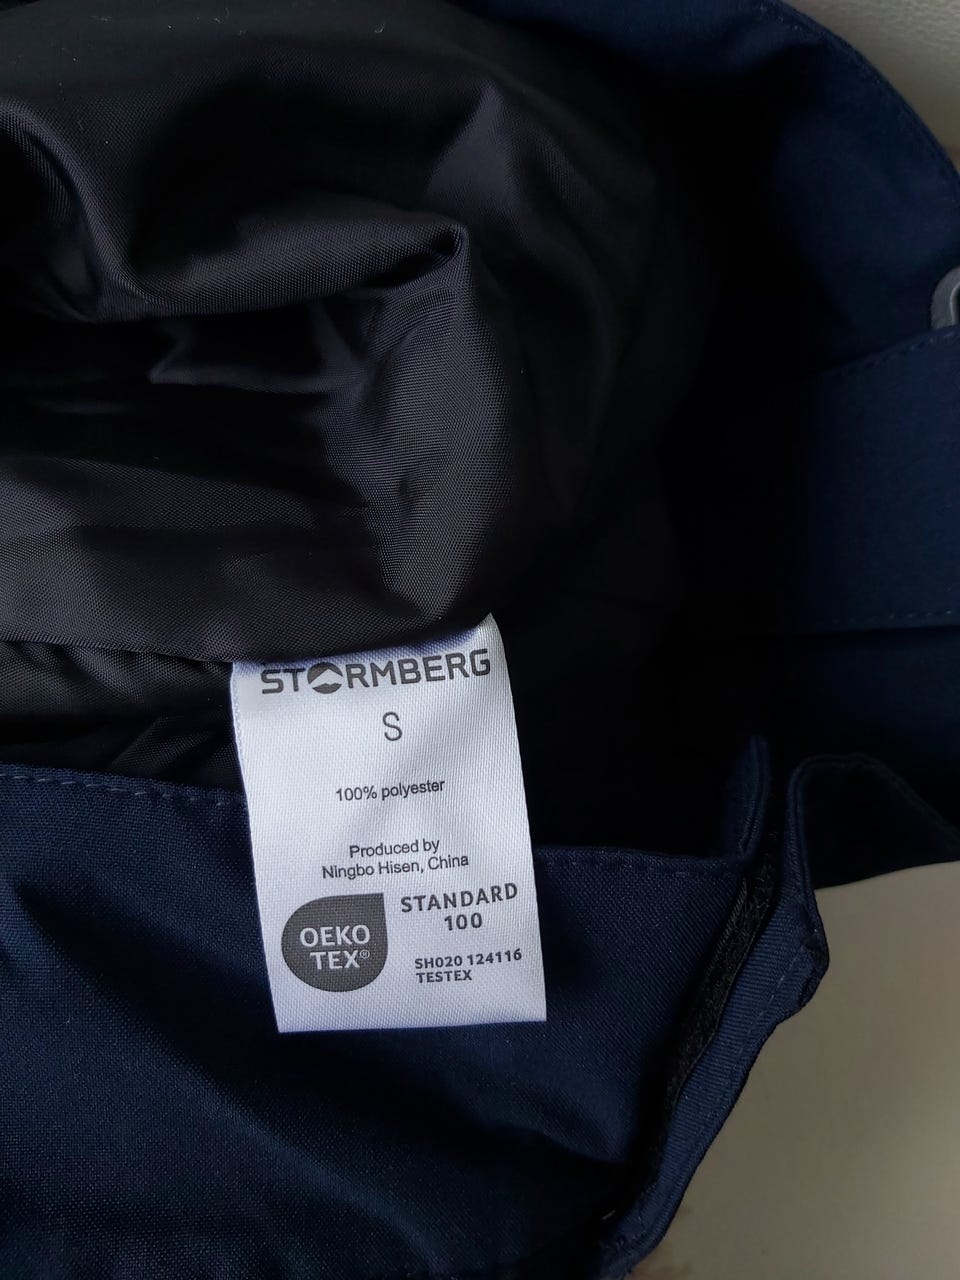 STORMBERG
S
100% polyester
Produced by
Ningbo Hisen, China
OEKO
TEX®
STANDARD
100
SH020 124116
TESTEX